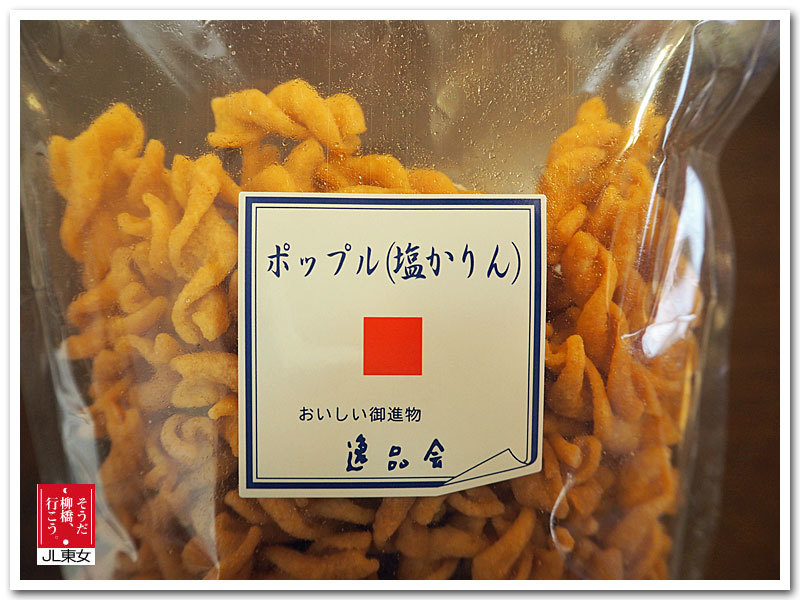 ポップル(塩かりん)
おいしい御進物
逸品会
そうだ
柳橋、
行こう。
JL東女